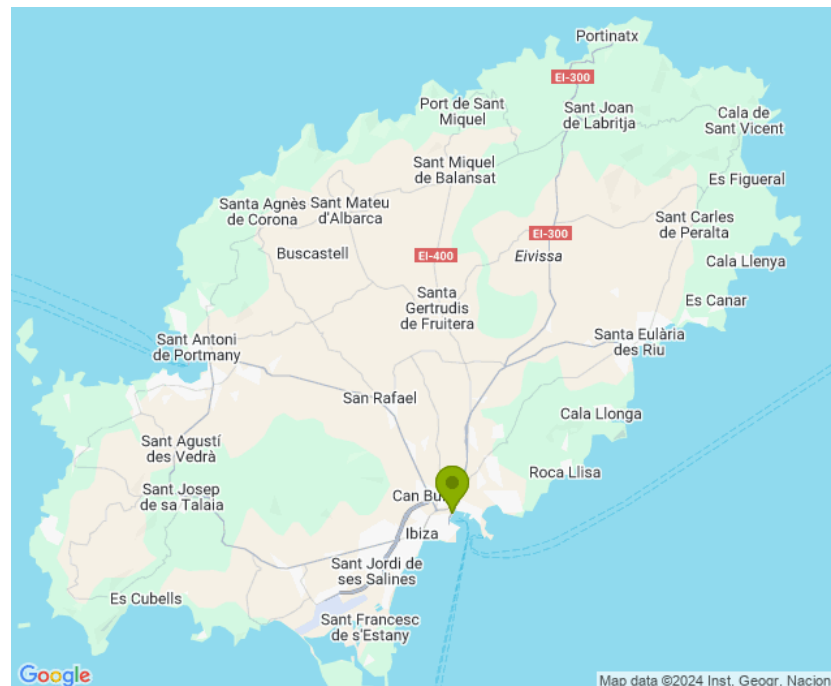 Portinatx
EI-300
Port de Sant
Miquel
Sant Joan
de Labritja
Cala de
Sant Vicent
Sant Miquel
de Balansat
Es Figueral
Santa Agnès
de Corona
Sant Mateu
d'Albarca
Sant Carles
de Peralta
EI-300
Buscastell
EI-400
Eivissa
Cala Llenya
Santa
Gertrudis
de Fruitera
Es Canar
Sant Antoni
de Portmany
Santa Eulària
des Riu
San Rafael
Cala Llonga
Sant Agustí
des Vedrà
Roca Llisa
Sant Josep
de sa Talaia
Can Bu
Ibiza
Sant Jordi de
ses Salines
Es Cubells
Sant Francesc
de s'Estany
Google
Map data ©2024 Inst. Geogr. Nacion